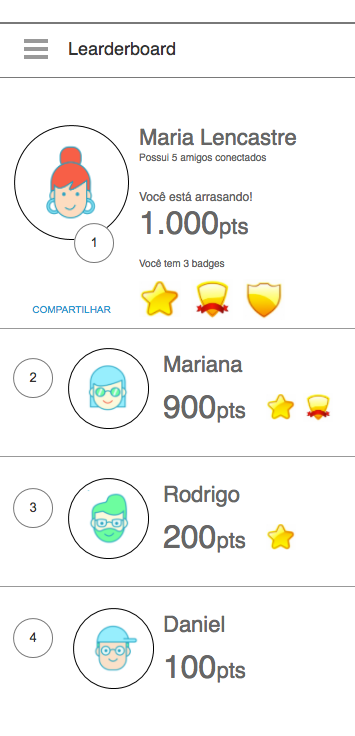 Learderboard
Maria Lencastre
Possui 5 amigos conectados
Você está arrasando!
1.000pts
1
Você tem 3 badges
COMPARTILHAR
2
Mariana
900pts
3
Rodrigo
200pts
4
Daniel
100pts